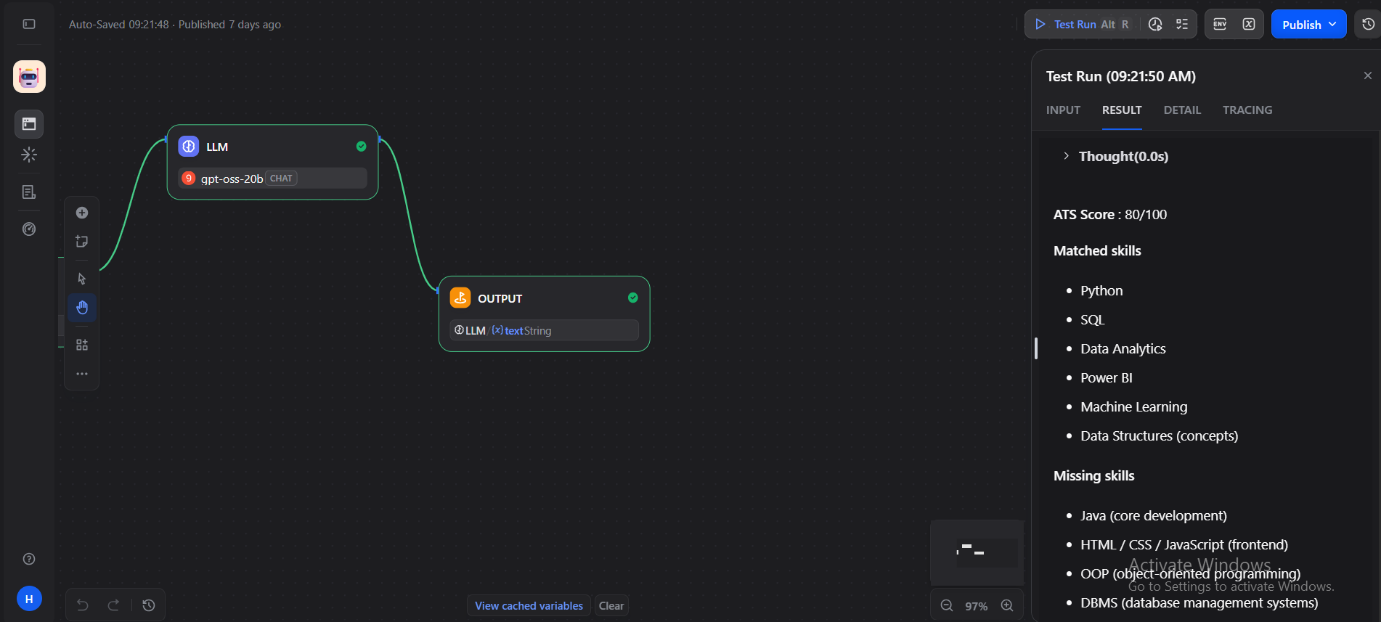 Auto-Saved 09:21:48 · Published 7 days ago
Test Run Alt R
ENV
Publish
Test Run (09:21:50 AM)
INPUT RESULT DETAIL TRACING
Thought(0.0s)
ATS Score : 80/100
Matched skills
• Python
• SQL
• Data Analytics
• Power BI
• Machine Learning
• Data Structures (concepts)
Missing skills
• Java (core development)
• HTML / CSS / JavaScript (frontend)
• OOP (object-oriented programming)
• DBMS (database management systems)
Activate Windows
Go to Settings to activate Windows.
LLM
gpt-oss-20b CHAT
OUTPUT
LLM / (x) text String
View cached variables Clear
97%
H